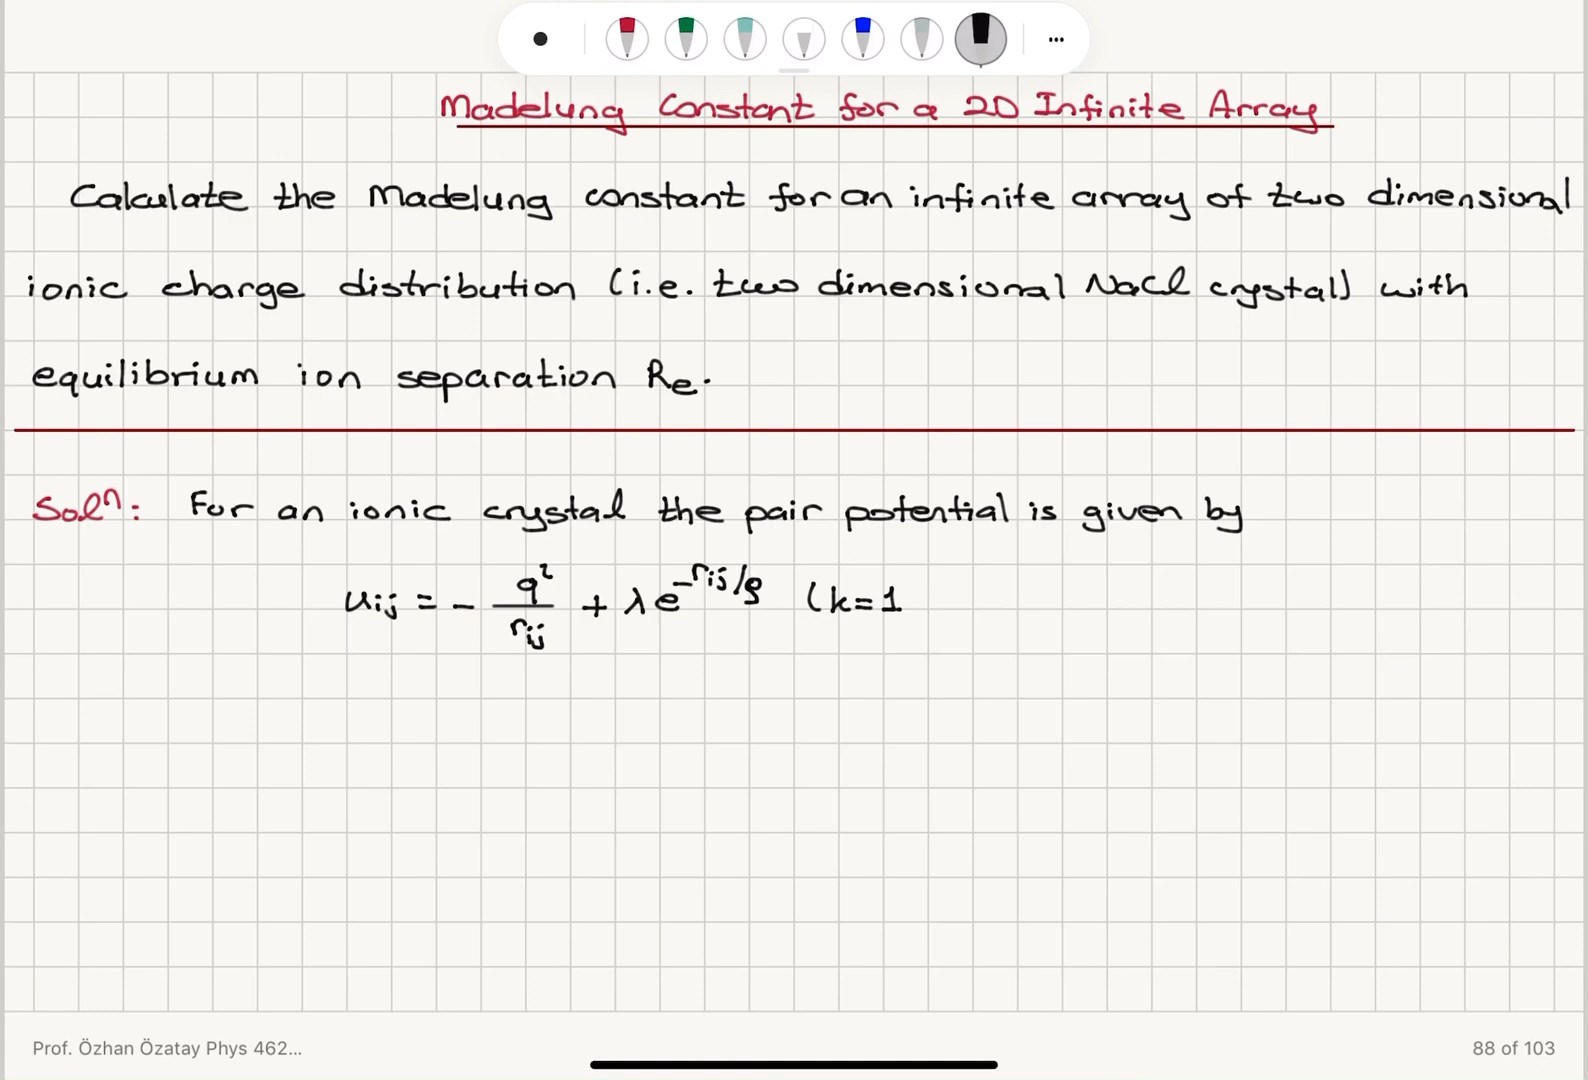 Madelung Constant for a 2D Infinite Array
Calculate the Madelung constant for an infinite array of two dimensional
ionic charge distribution (i.e. two dimensional NaCl crystal) with
equilibrium ion separation Re.
Solⁿ: For an ionic crystal the pair potential is given by
uij = - q²/rij + λe^(-rij/ρ) (k=1
Prof. Özhan Özatay Phys 462...
88 of 103